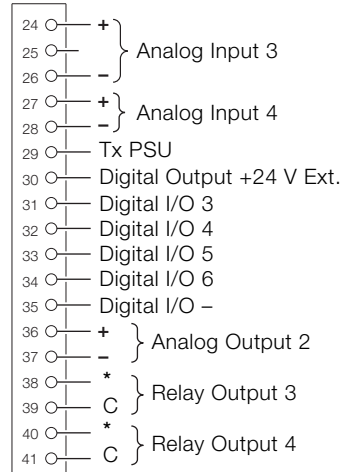 24 +
25 Analog Input 3
26 –
27 + Analog Input 4
28 –
29 Tx PSU
30 Digital Output +24 V Ext.
31 Digital I/O 3
32 Digital I/O 4
33 Digital I/O 5
34 Digital I/O 6
35 Digital I/O –
36 + Analog Output 2
37 –
38 * Relay Output 3
39 C
40 * Relay Output 4
41 C